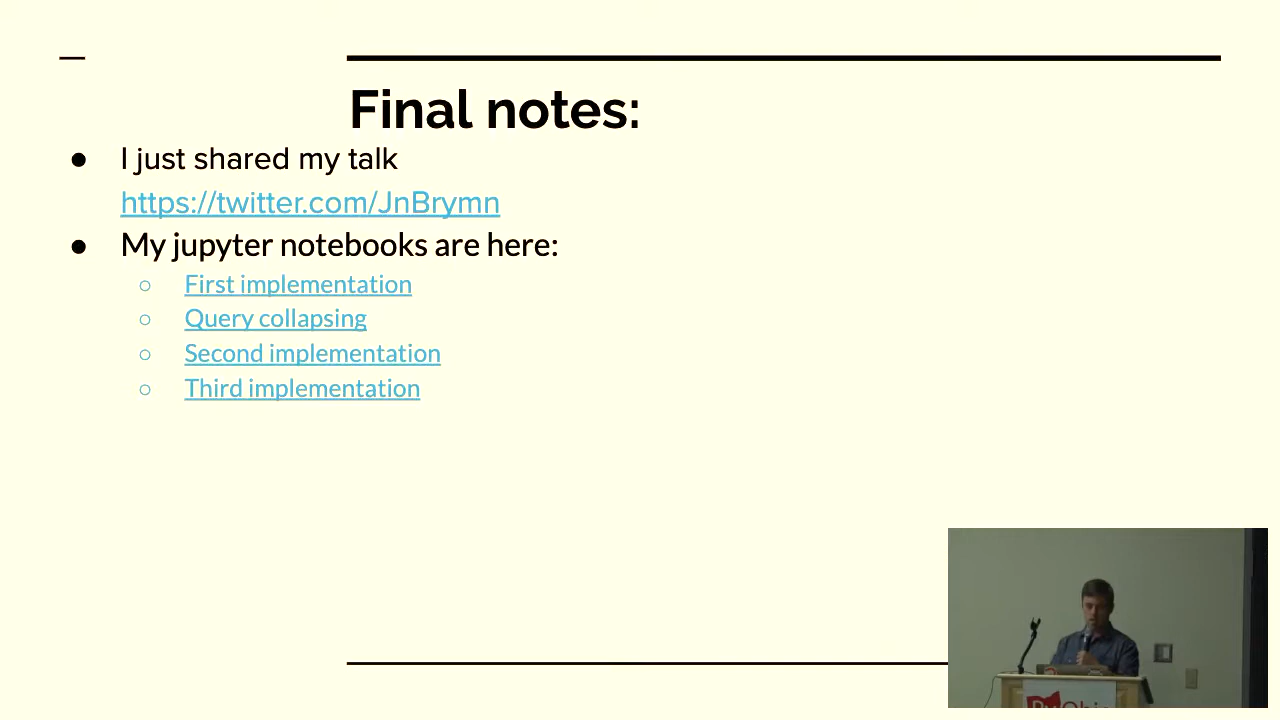 Final notes:
● I just shared my talk
https://twitter.com/JnBrymn
● My jupyter notebooks are here:
○ First implementation
○ Query collapsing
○ Second implementation
○ Third implementation